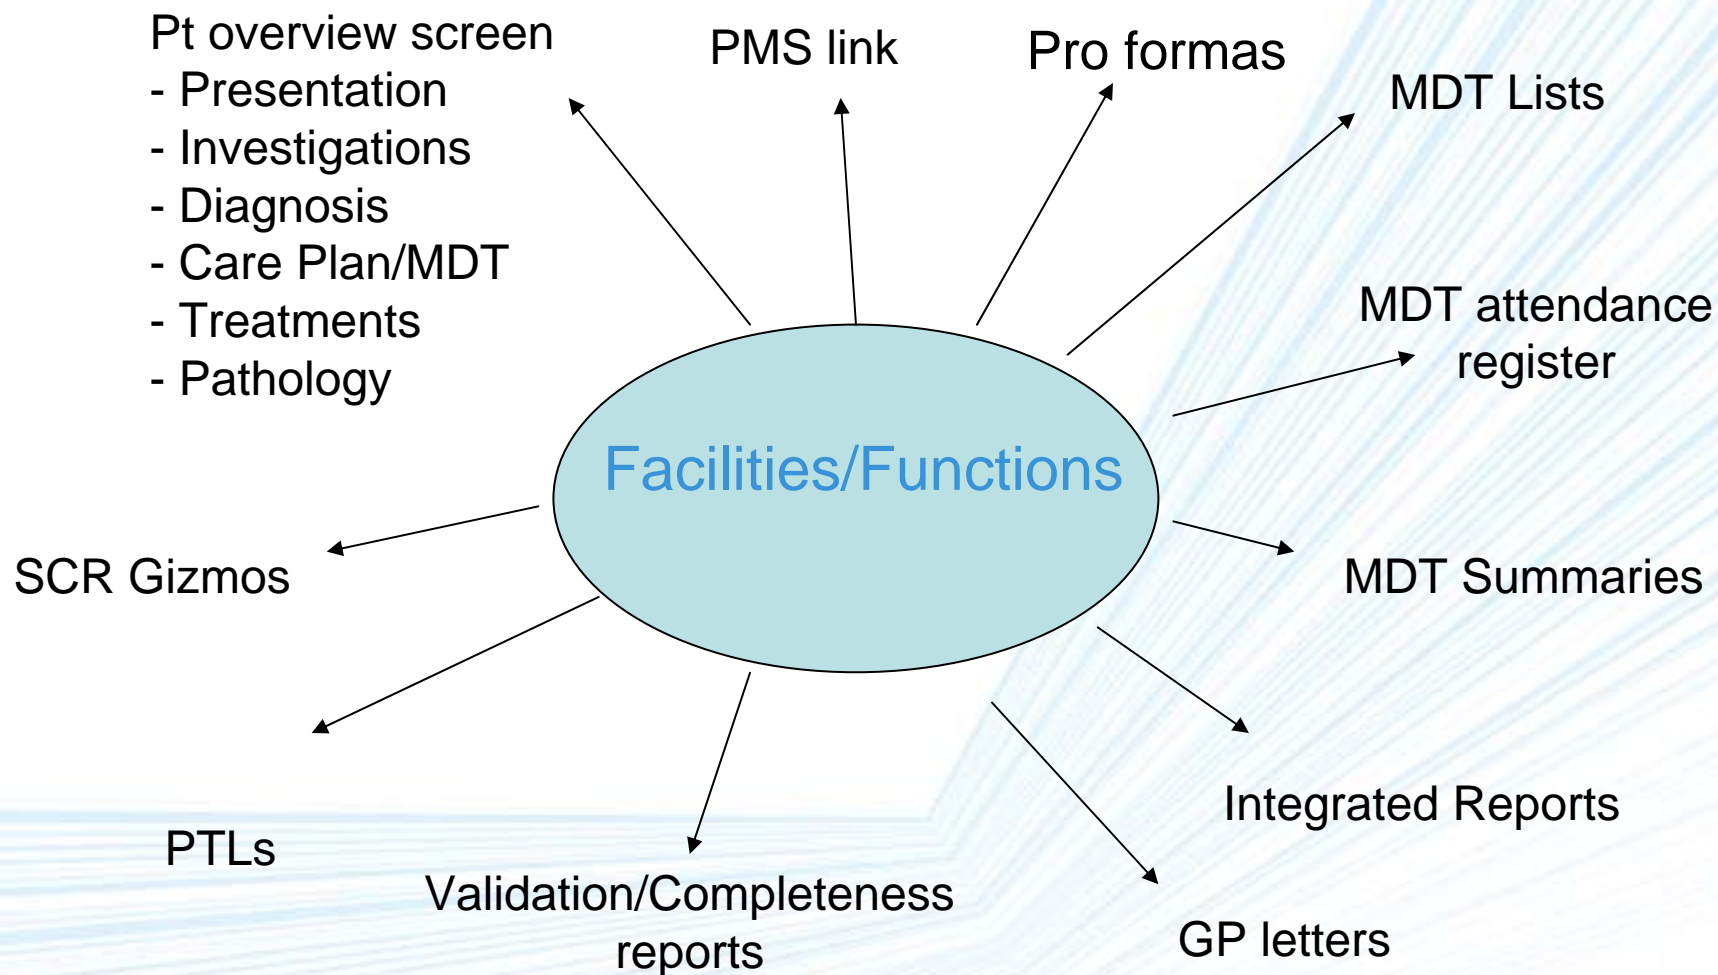 Pt overview screen
- Presentation
- Investigations
- Diagnosis
- Care Plan/MDT
- Treatments
- Pathology
PMS link
Pro formas
MDT Lists
MDT attendance
register
Facilities/Functions
SCR Gizmos
MDT Summaries
Integrated Reports
PTLs
Validation/Completeness
reports
GP letters